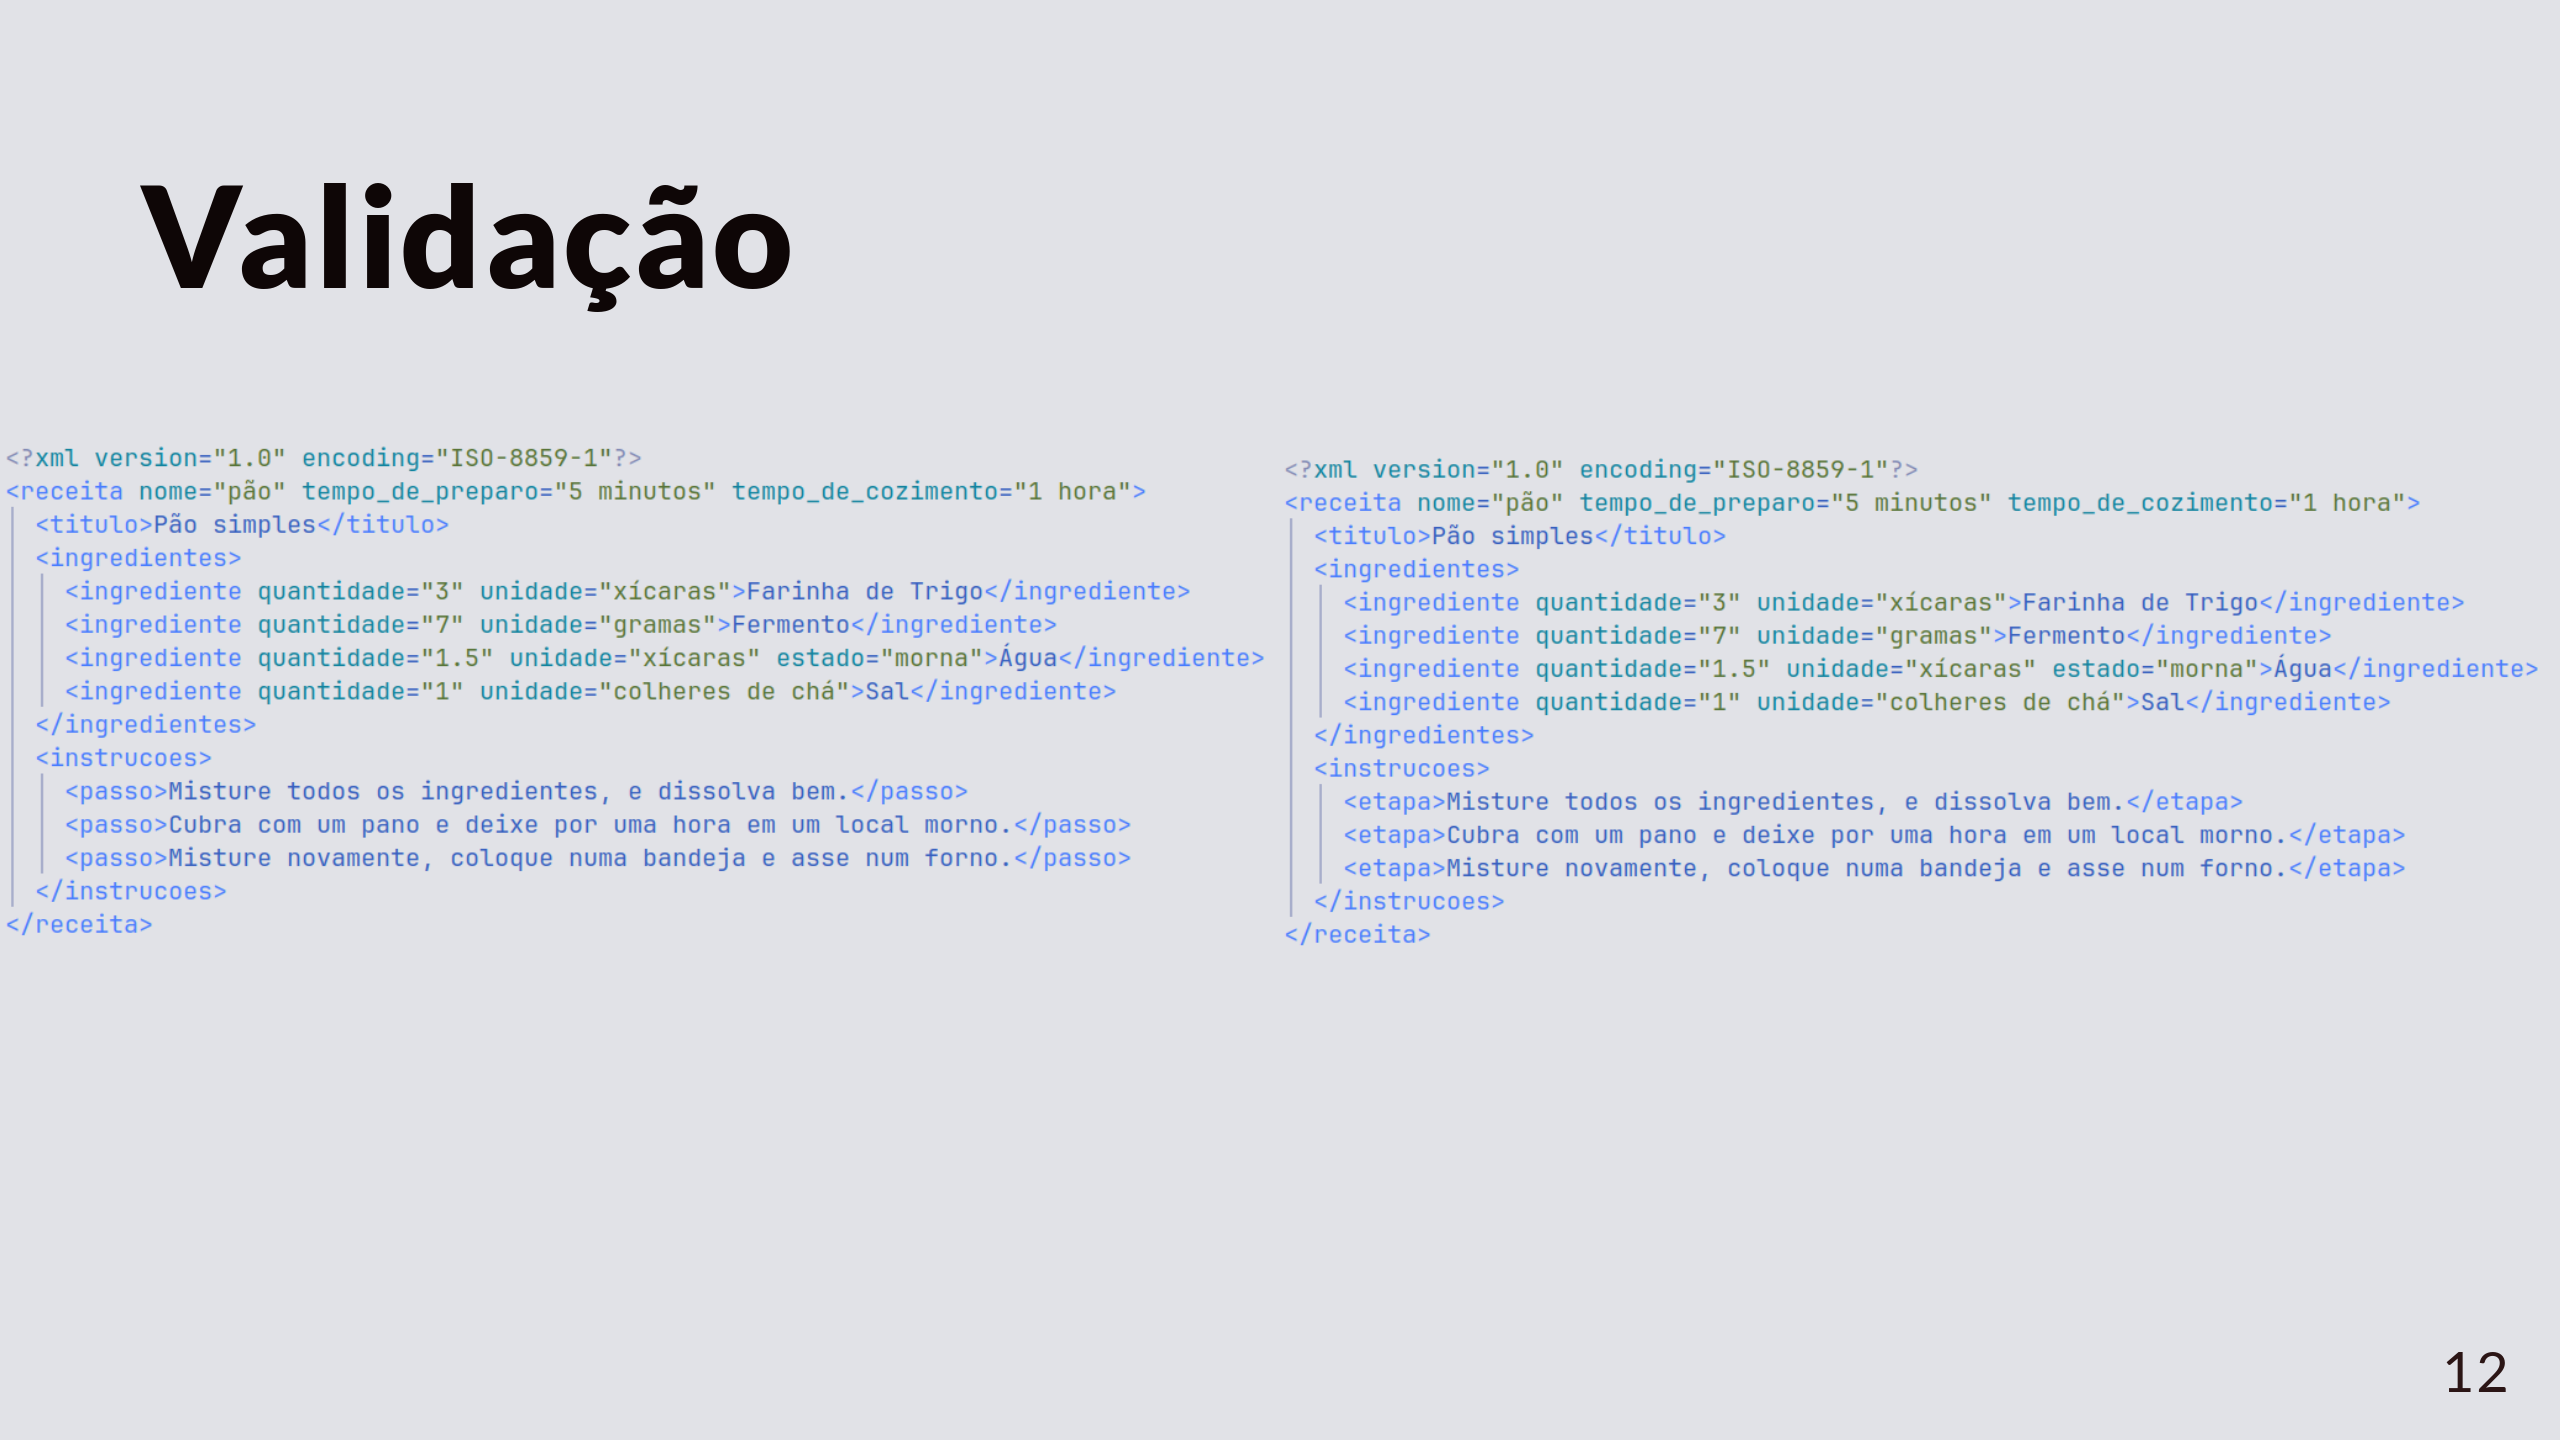 Validação
<?xml version="1.0" encoding="ISO-8859-1"?>
<receita nome="pão" tempo_de_preparo="5 minutos" tempo_de_cozimento="1 hora">
<titulo>Pão simples</titulo>
<ingredientes>
<ingrediente quantidade="3" unidade="xícaras">Farinha de Trigo</ingrediente>
<ingrediente quantidade="7" unidade="gramas">Fermento</ingrediente>
<ingrediente quantidade="1.5" unidade="xícaras" estado="morna">Água</ingrediente>
<ingrediente quantidade="1" unidade="colheres de chá">Sal</ingrediente>
</ingredientes>
<instrucoes>
<passo>Misture todos os ingredientes, e dissolva bem.</passo>
<passo>Cubra com um pano e deixe por uma hora em um local morno.</passo>
<passo>Misture novamente, coloque numa bandeja e asse num forno.</passo>
</instrucoes>
</receita>
<?xml version="1.0" encoding="ISO-8859-1"?>
<receita nome="pão" tempo_de_preparo="5 minutos" tempo_de_cozimento="1 hora">
<titulo>Pão simples</titulo>
<ingredientes>
<ingrediente quantidade="3" unidade="xícaras">Farinha de Trigo</ingrediente>
<ingrediente quantidade="7" unidade="gramas">Fermento</ingrediente>
<ingrediente quantidade="1.5" unidade="xícaras" estado="morna">Água</ingrediente>
<ingrediente quantidade="1" unidade="colheres de chá">Sal</ingrediente>
</ingredientes>
<instrucoes>
<etapa>Misture todos os ingredientes, e dissolva bem.</etapa>
<etapa>Cubra com um pano e deixe por uma hora em um local morno.</etapa>
<etapa>Misture novamente, coloque numa bandeja e asse num forno.</etapa>
</instrucoes>
</receita>
12